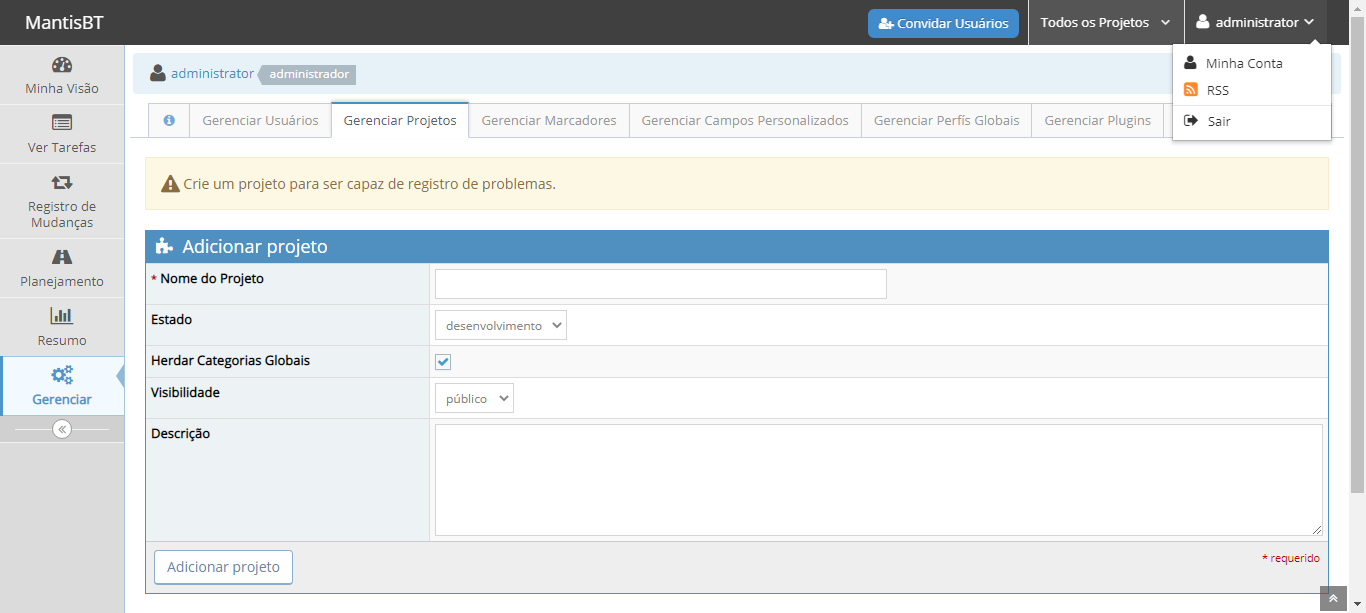 MantisBT
Convidar Usuários
Todos os Projetos
administrator
Minha Conta
RSS
Sair
Minha Visão
Ver Tarefas
Registro de
Mudanças
Planejamento
Resumo
Gerenciar
administrator administrador
Gerenciar Usuários Gerenciar Projetos Gerenciar Marcadores Gerenciar Campos Personalizados Gerenciar Perfís Globais Gerenciar Plugins
Crie um projeto para ser capaz de registro de problemas.
Adicionar projeto
* Nome do Projeto
Estado
desenvolvimento
Herdar Categorias Globais
Visibilidade
público
Descrição
Adicionar projeto
* requerido